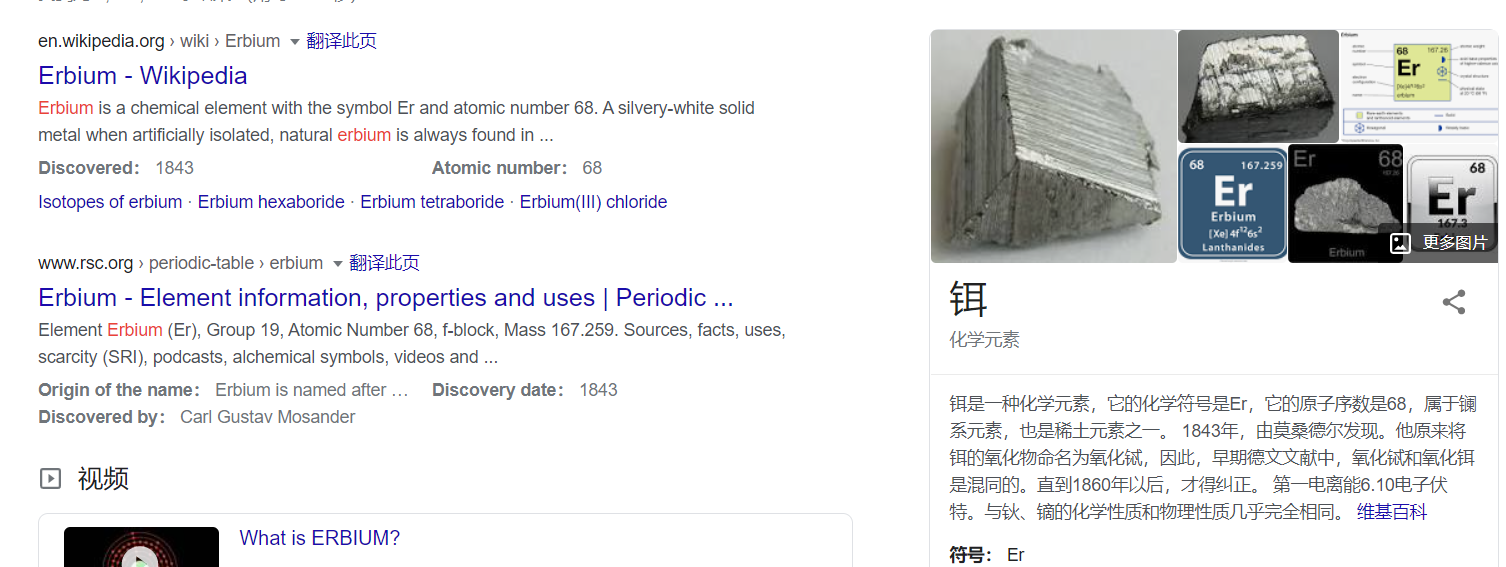 en.wikipedia.org › wiki › Erbium 翻译此页
Erbium - Wikipedia
Erbium is a chemical element with the symbol Er and atomic number 68. A silvery-white solid
metal when artificially isolated, natural erbium is always found in ...
Discovered： 1843 Atomic number： 68
Isotopes of erbium · Erbium hexaboride · Erbium tetraboride · Erbium(III) chloride
www.rsc.org › periodic-table › erbium 翻译此页
Erbium - Element information, properties and uses | Periodic ...
Element Erbium (Er), Group 19, Atomic Number 68, f-block, Mass 167.259. Sources, facts, uses,
scarcity (SRI), podcasts, alchemical symbols, videos and ...
Origin of the name： Erbium is named after … Discovery date： 1843
Discovered by： Carl Gustav Mosander
视频
What is ERBIUM?
Erbium
68 167.26
Er
erbium
68 167.259
Er
Erbium
[Xe] 4f12 6s2
Lanthanides
Er 68
Erbium
68
Er
167.3
更多图片
铒
化学元素
铒是一种化学元素，它的化学符号是Er，它的原子序数是68，属于镧
系元素，也是稀土元素之一。 1843年，由莫桑德尔发现。他原来将
铒的氧化物命名为氧化铽，因此，早期德文文献中，氧化铽和氧化铒
是混同的。直到1860年以后，才得纠正。 第一电离能6.10电子伏
特。与钬、镝的化学性质和物理性质几乎完全相同。 维基百科
符号： Er